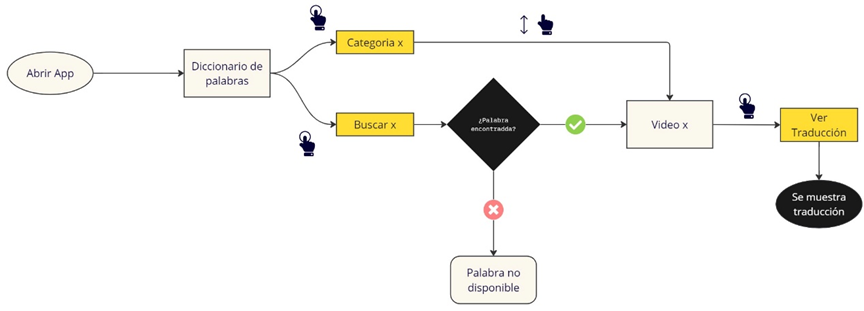 Abrir App
Diccionario de
palabras
Categoria x
Buscar x
¿Palabra
encontradda?
Video x
Ver
Traducción
Se muestra
traducción
Palabra no
disponible